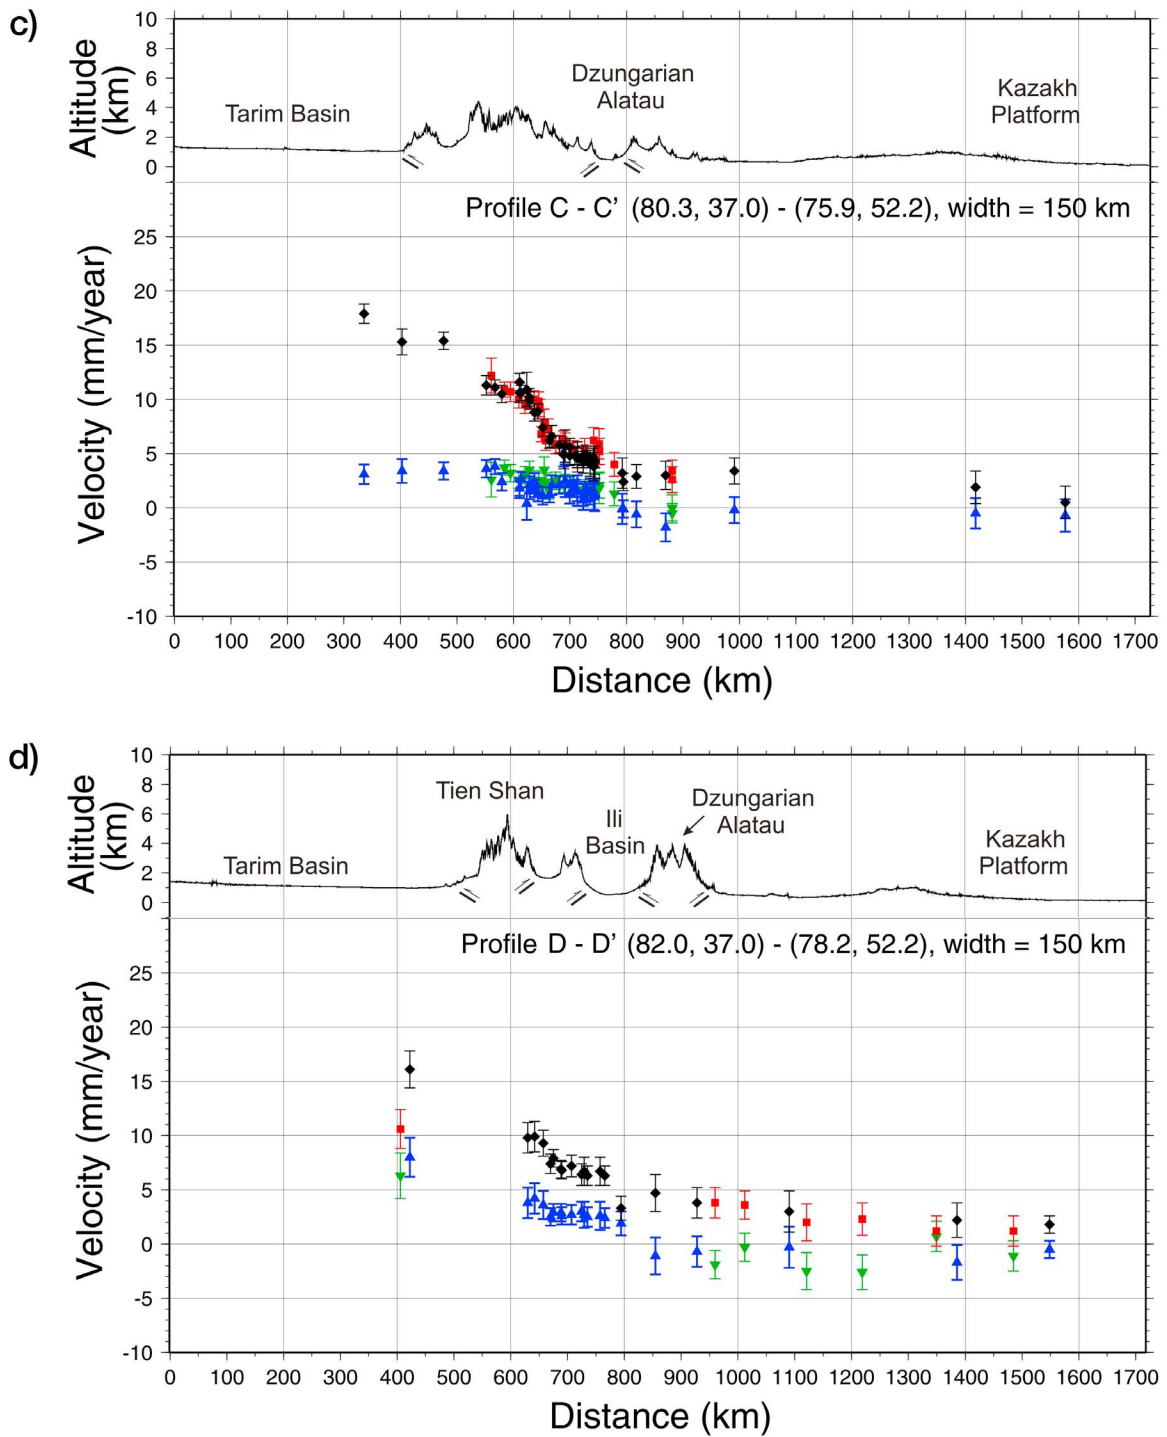 c)
Altitude
(km)
10
8
6
4
2
0
Tarim Basin
Dzungarian
Alatau
Kazakh
Platform
Profile C - C' (80.3, 37.0) - (75.9, 52.2), width = 150 km
Velocity (mm/year)
25
20
15
10
5
0
-5
-10
0 100 200 300 400 500 600 700 800 900 1000 1100 1200 1300 1400 1500 1600 1700
Distance (km)
d)
Altitude
(km)
10
8
6
4
2
0
Tarim Basin
Tien Shan
Ili
Basin
Dzungarian
Alatau
Kazakh
Platform
Profile D - D' (82.0, 37.0) - (78.2, 52.2), width = 150 km
Velocity (mm/year)
25
20
15
10
5
0
-5
-10
0 100 200 300 400 500 600 700 800 900 1000 1100 1200 1300 1400 1500 1600 1700
Distance (km)